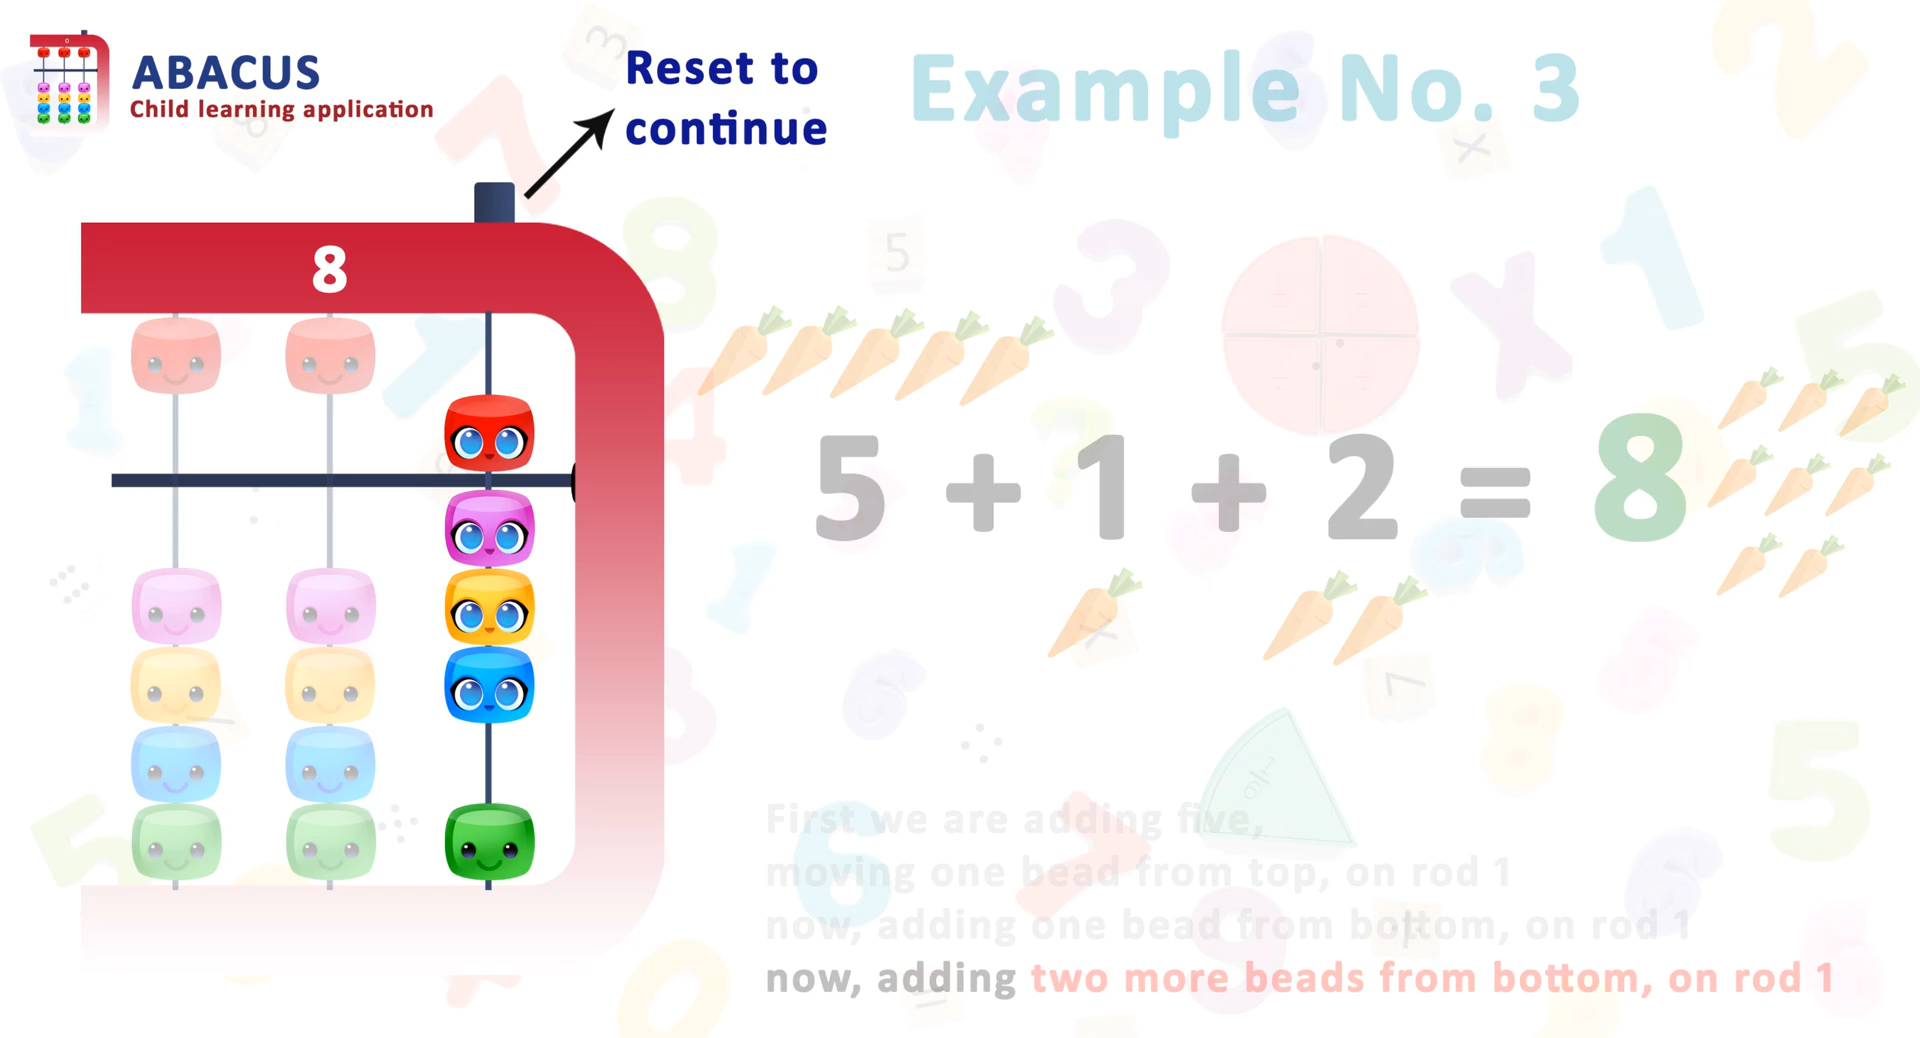 ABACUS
Child learning application
Reset to
continue
Example No. 3
8
5 + 1 + 2 = 8
First we are adding five,
moving one bead from top, on rod 1
now, adding one bead from bottom, on rod 1
now, adding two more beads from bottom, on rod 1